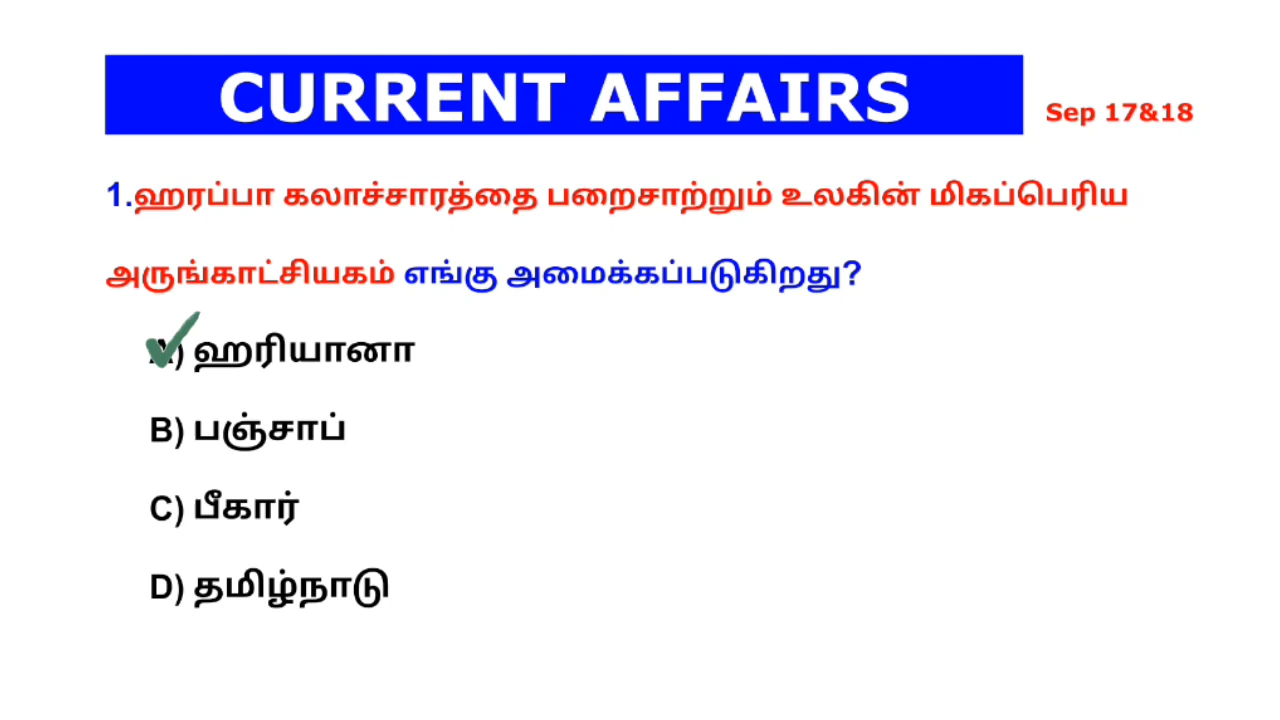 CURRENT AFFAIRS
Sep 17&18
1.ஹரப்பா கலாச்சாரத்தை பறைசாற்றும் உலகின் மிகப்பெரிய
அருங்காட்சியகம் எங்கு அமைக்கப்படுகிறது?
A) ஹரியானா
B) பஞ்சாப்
C) பீகார்
D) தமிழ்நாடு